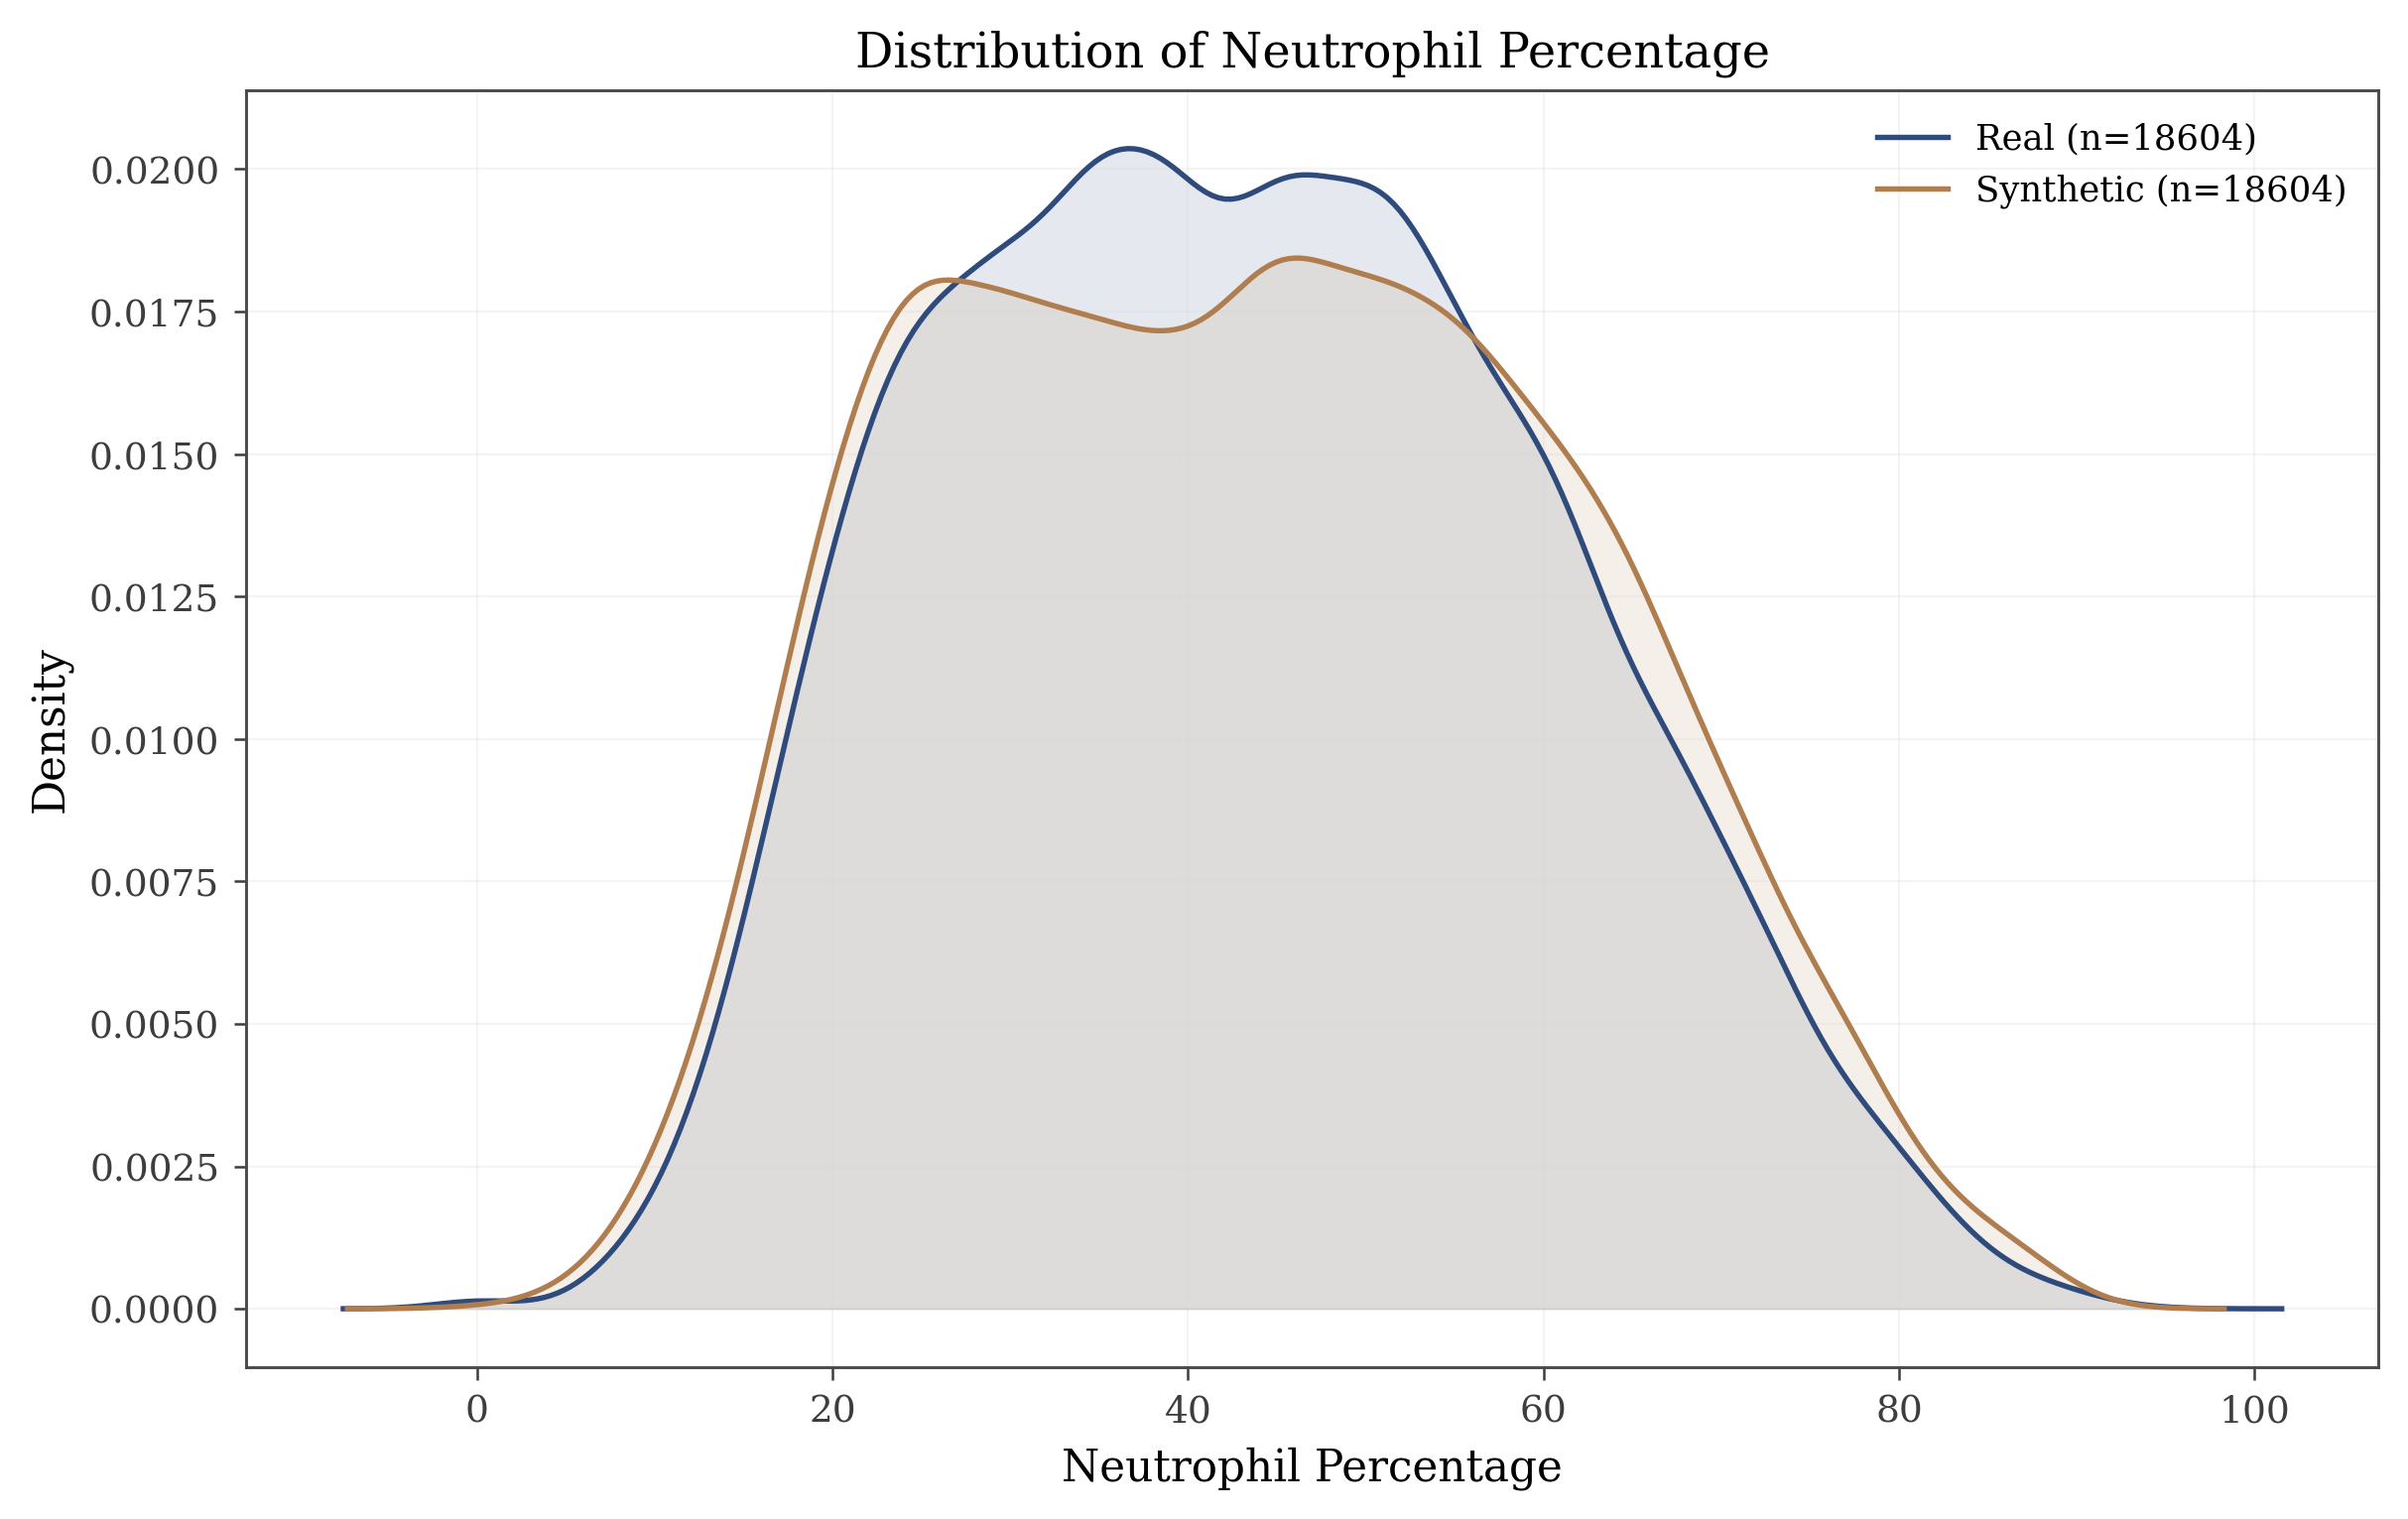 Distribution of Neutrophil Percentage
Real (n=18604)
Synthetic (n=18604)
Density
0.0200
0.0175
0.0150
0.0125
0.0100
0.0075
0.0050
0.0025
0.0000
0 20 40 60 80 100
Neutrophil Percentage